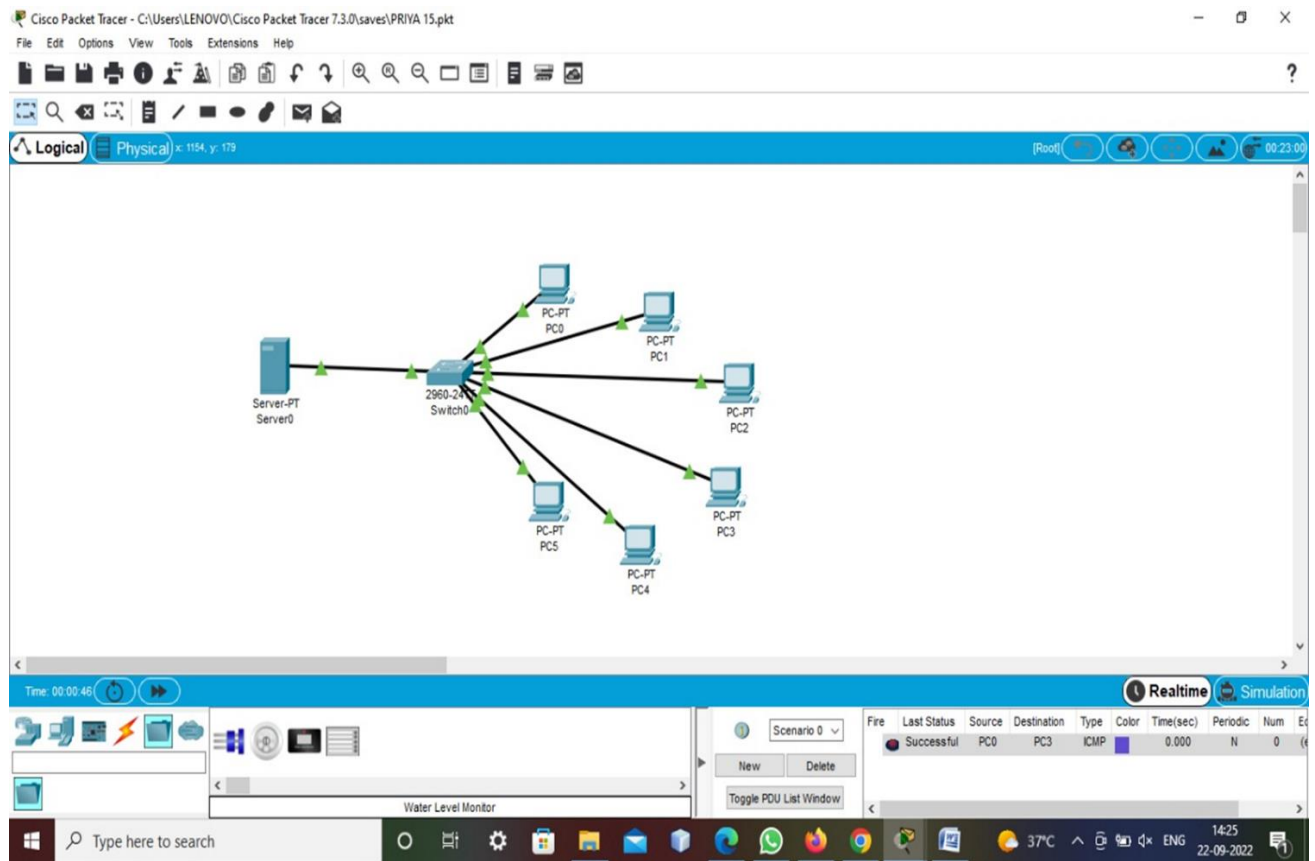 Cisco Packet Tracer - C:\Users\LENOVO\Cisco Packet Tracer 7.3.0\saves\PRIYA 15.pkt
File Edit Options View Tools Extensions Help
?
Logical Physical x: 1154, y: 179 [Root] 00:23:00
PC-PT
PC0
PC-PT
PC1
Server-PT
Server0
Switch0
PC-PT
PC2
PC-PT
PC3
PC-PT
PC5
PC-PT
PC4
Time: 00:00:46 Realtime Simulation
Scenario 0
New Delete
Toggle PDU List Window
Fire Last Status Source Destination Type Color Time(sec) Periodic Num
Successful PC0 PC3 ICMP 0.000 N 0
Water Level Monitor
Type here to search
37°C ENG 14:25
22-09-2022
1